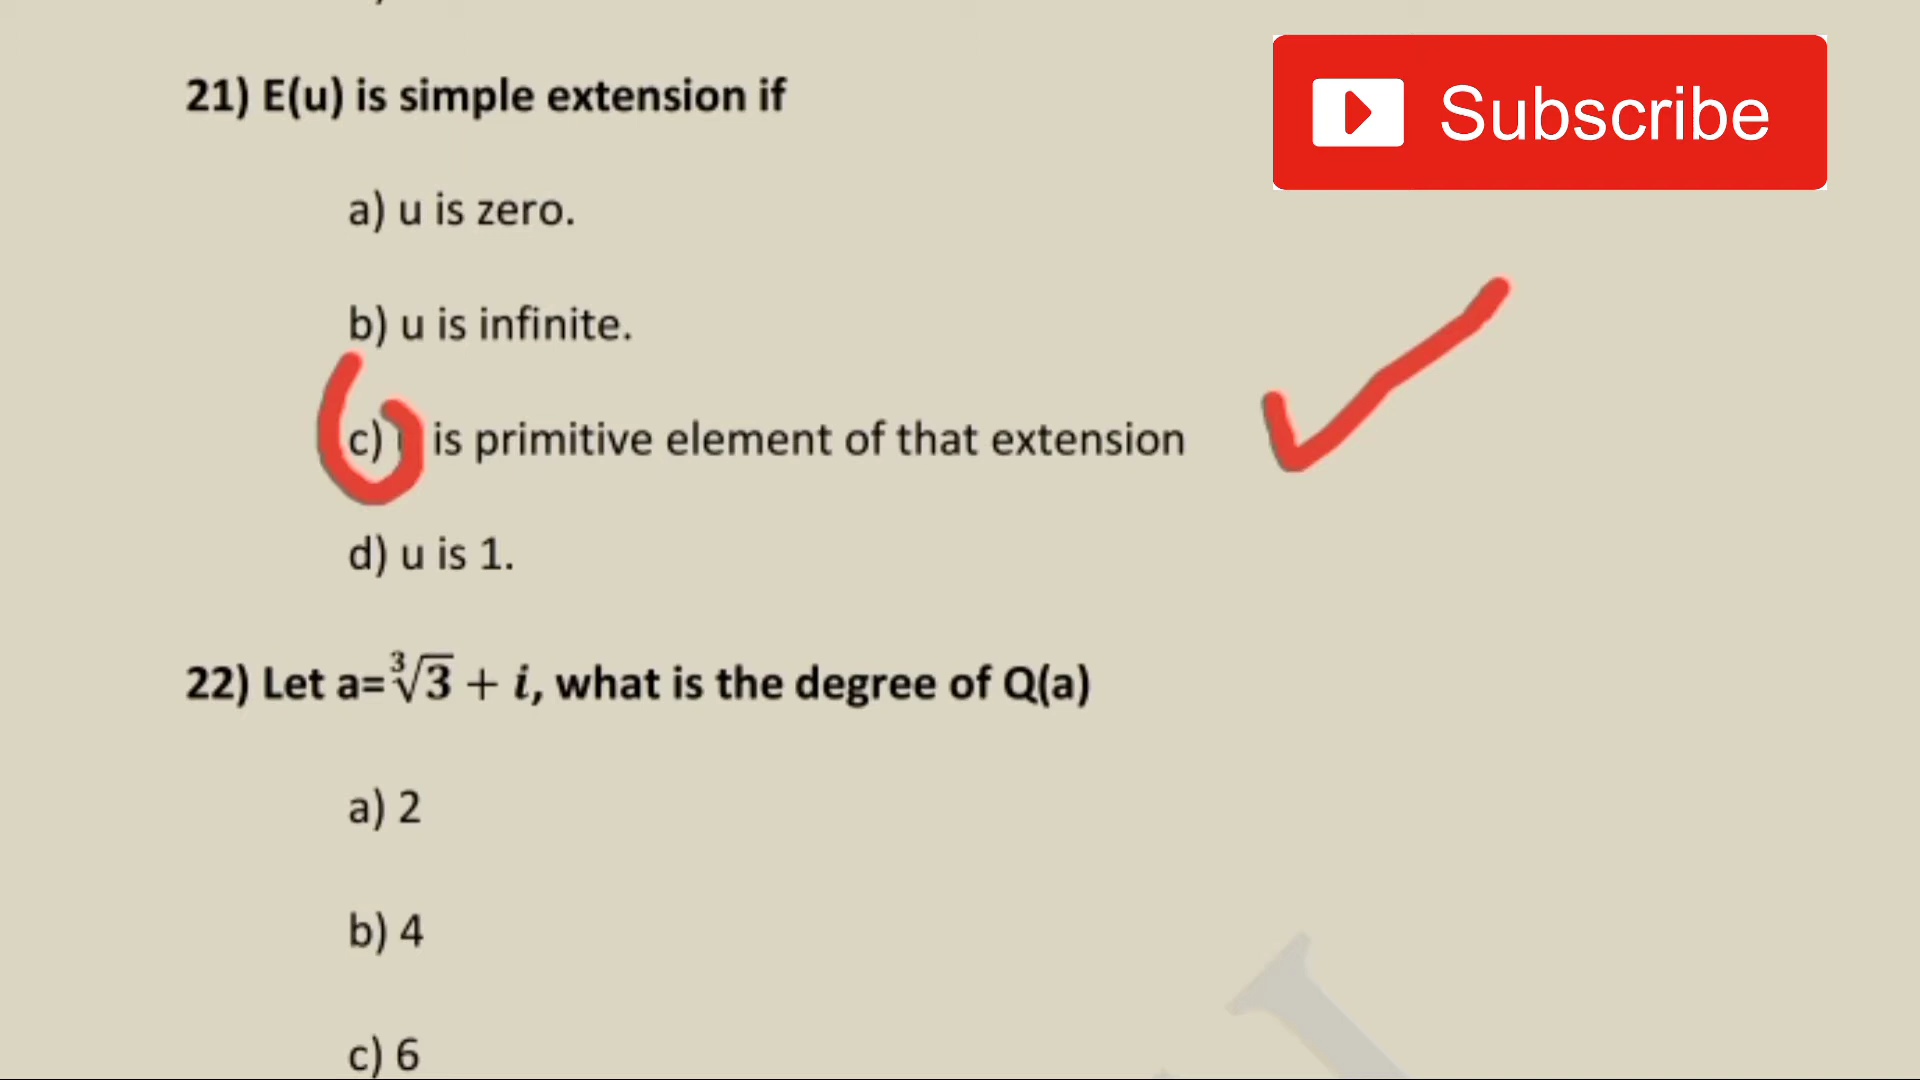 21) E(u) is simple extension if
Subscribe
a) u is zero.
b) u is infinite.
c) is primitive element of that extension
d) u is 1.
22) Let a=∛3 + i, what is the degree of Q(a)
a) 2
b) 4
c) 6